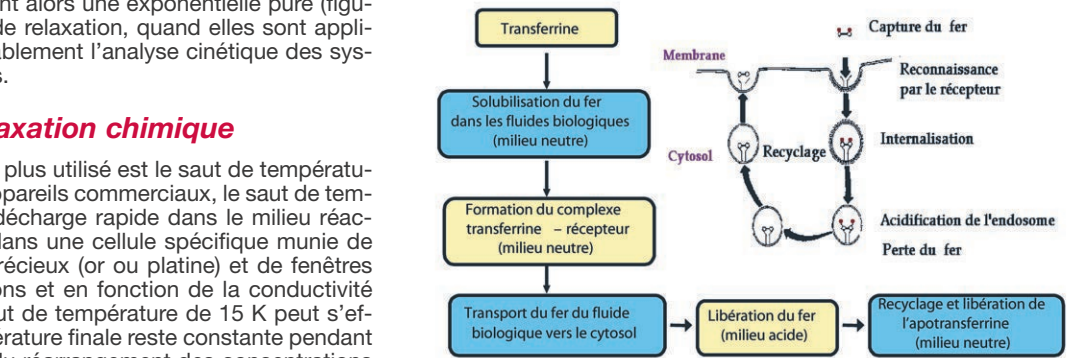 ent alors une exponentielle pure (figu-
de relaxation, quand elles sont appli-
ablement l'analyse cinétique des sys-
s.
axation chimique
plus utilisé est le saut de températu-
ppareils commerciaux, le saut de tem-
décharge rapide dans le milieu réac-
dans une cellule spécifique munie de
récieux (or ou platine) et de fenêtres
ons et en fonction de la conductivité
ut de température de 15 K peut s'ef-
érature finale reste constante pendant
du réarrangement des concentrations
Transferrine
Solubilisation du fer
dans les fluides biologiques
(milieu neutre)
Formation du complexe
transferrine – récepteur
(milieu neutre)
Transport du fer du fluide
biologique vers le cytosol
Libération du fer
(milieu acide)
Recyclage et libération de
l'apotransferrine
(milieu neutre)
Capture du fer
Membrane
Reconnaissance
par le récepteur
Internalisation
Cytosol
Recyclage
Acidification de l'endosome
Perte du fer